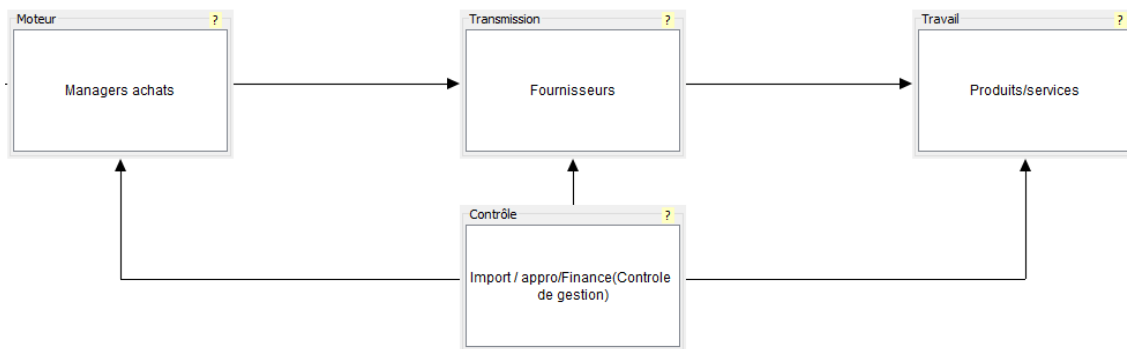 Moteur ?
Managers achats
Transmission ?
Fournisseurs
Travail ?
Produits/services
Contrôle ?
Import / appro/Finance(Controle
de gestion)